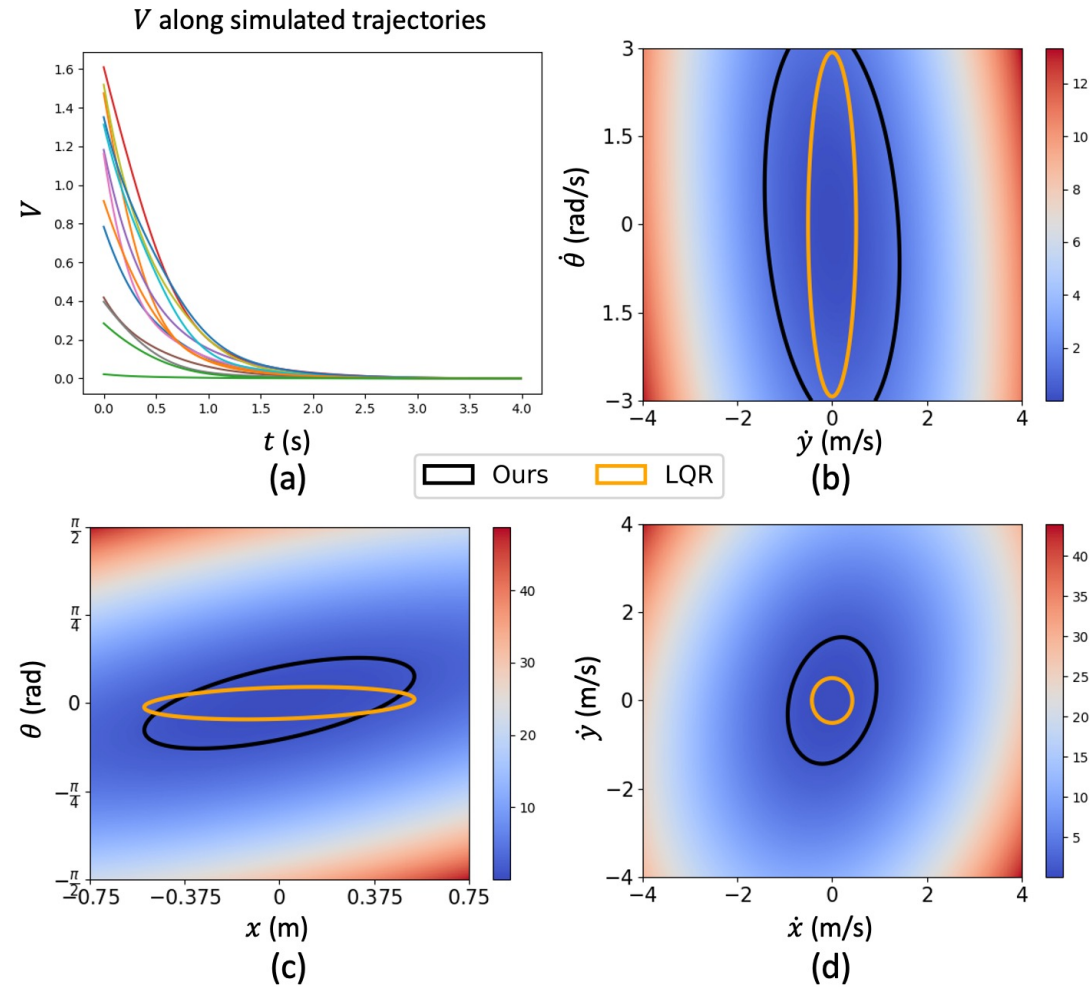 V along simulated trajectories
V
1.6
1.4
1.2
1.0
0.8
0.6
0.4
0.2
0.0
0.0 0.5 1.0 1.5 2.0 2.5 3.0 3.5 4.0
t (s)
(a)
θ̇ (rad/s)
3
1.5
0
1.5
−3
−4 −2 0 2 4
ẏ (m/s)
12
10
8
6
4
2
(b)
Ours LQR
θ (rad)
π/2
π/4
0
−π/4
−π/2
−0.75 −0.375 0 0.375 0.75
x (m)
40
30
20
10
(c)
ẏ (m/s)
4
2
0
−2
−4
−4 −2 0 2 4
ẋ (m/s)
40
35
30
25
20
15
10
5
(d)